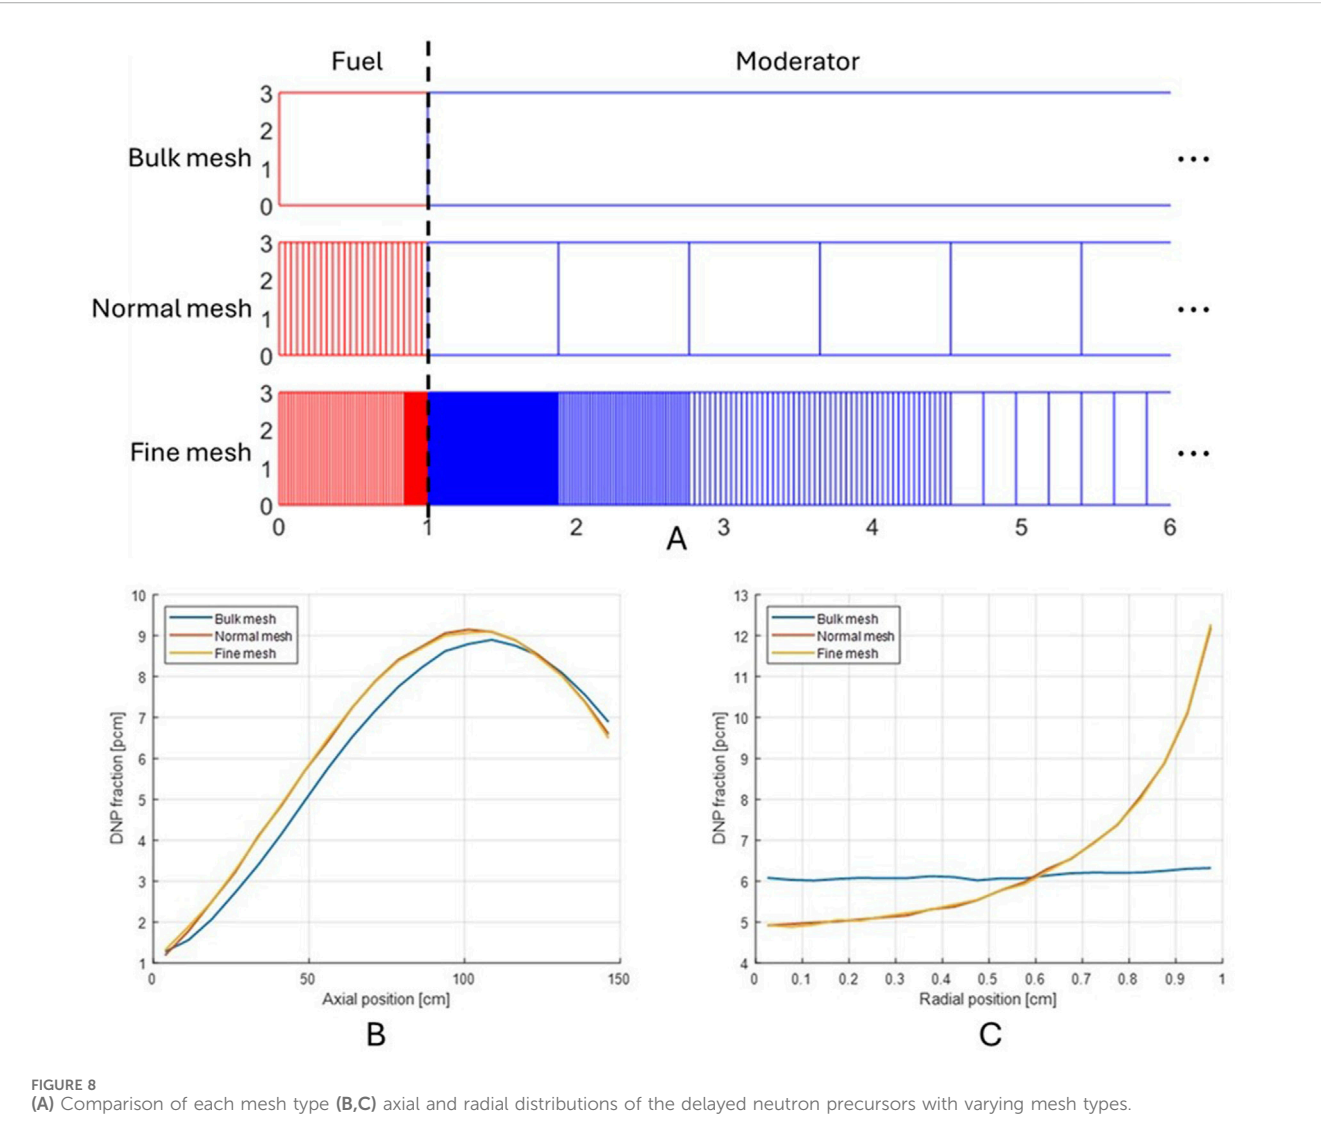 Fuel
Moderator
3
2
Bulk mesh
1
0
...
3
2
Normal mesh
1
0
...
3
2
Fine mesh
1
0
...
0 1 2 3 4 5 6
A
10
9
8
7
6
5
4
3
2
1
DNP fraction [pcm]
Bulk mesh
Normal mesh
Fine mesh
0 50 100 150
Axial position [cm]
B
13
12
11
10
9
8
7
6
5
4
DNP fraction [pcm]
Bulk mesh
Normal mesh
Fine mesh
0 0.1 0.2 0.3 0.4 0.5 0.6 0.7 0.8 0.9 1
Radial position [cm]
C
FIGURE 8
(A) Comparison of each mesh type (B,C) axial and radial distributions of the delayed neutron precursors with varying mesh types.